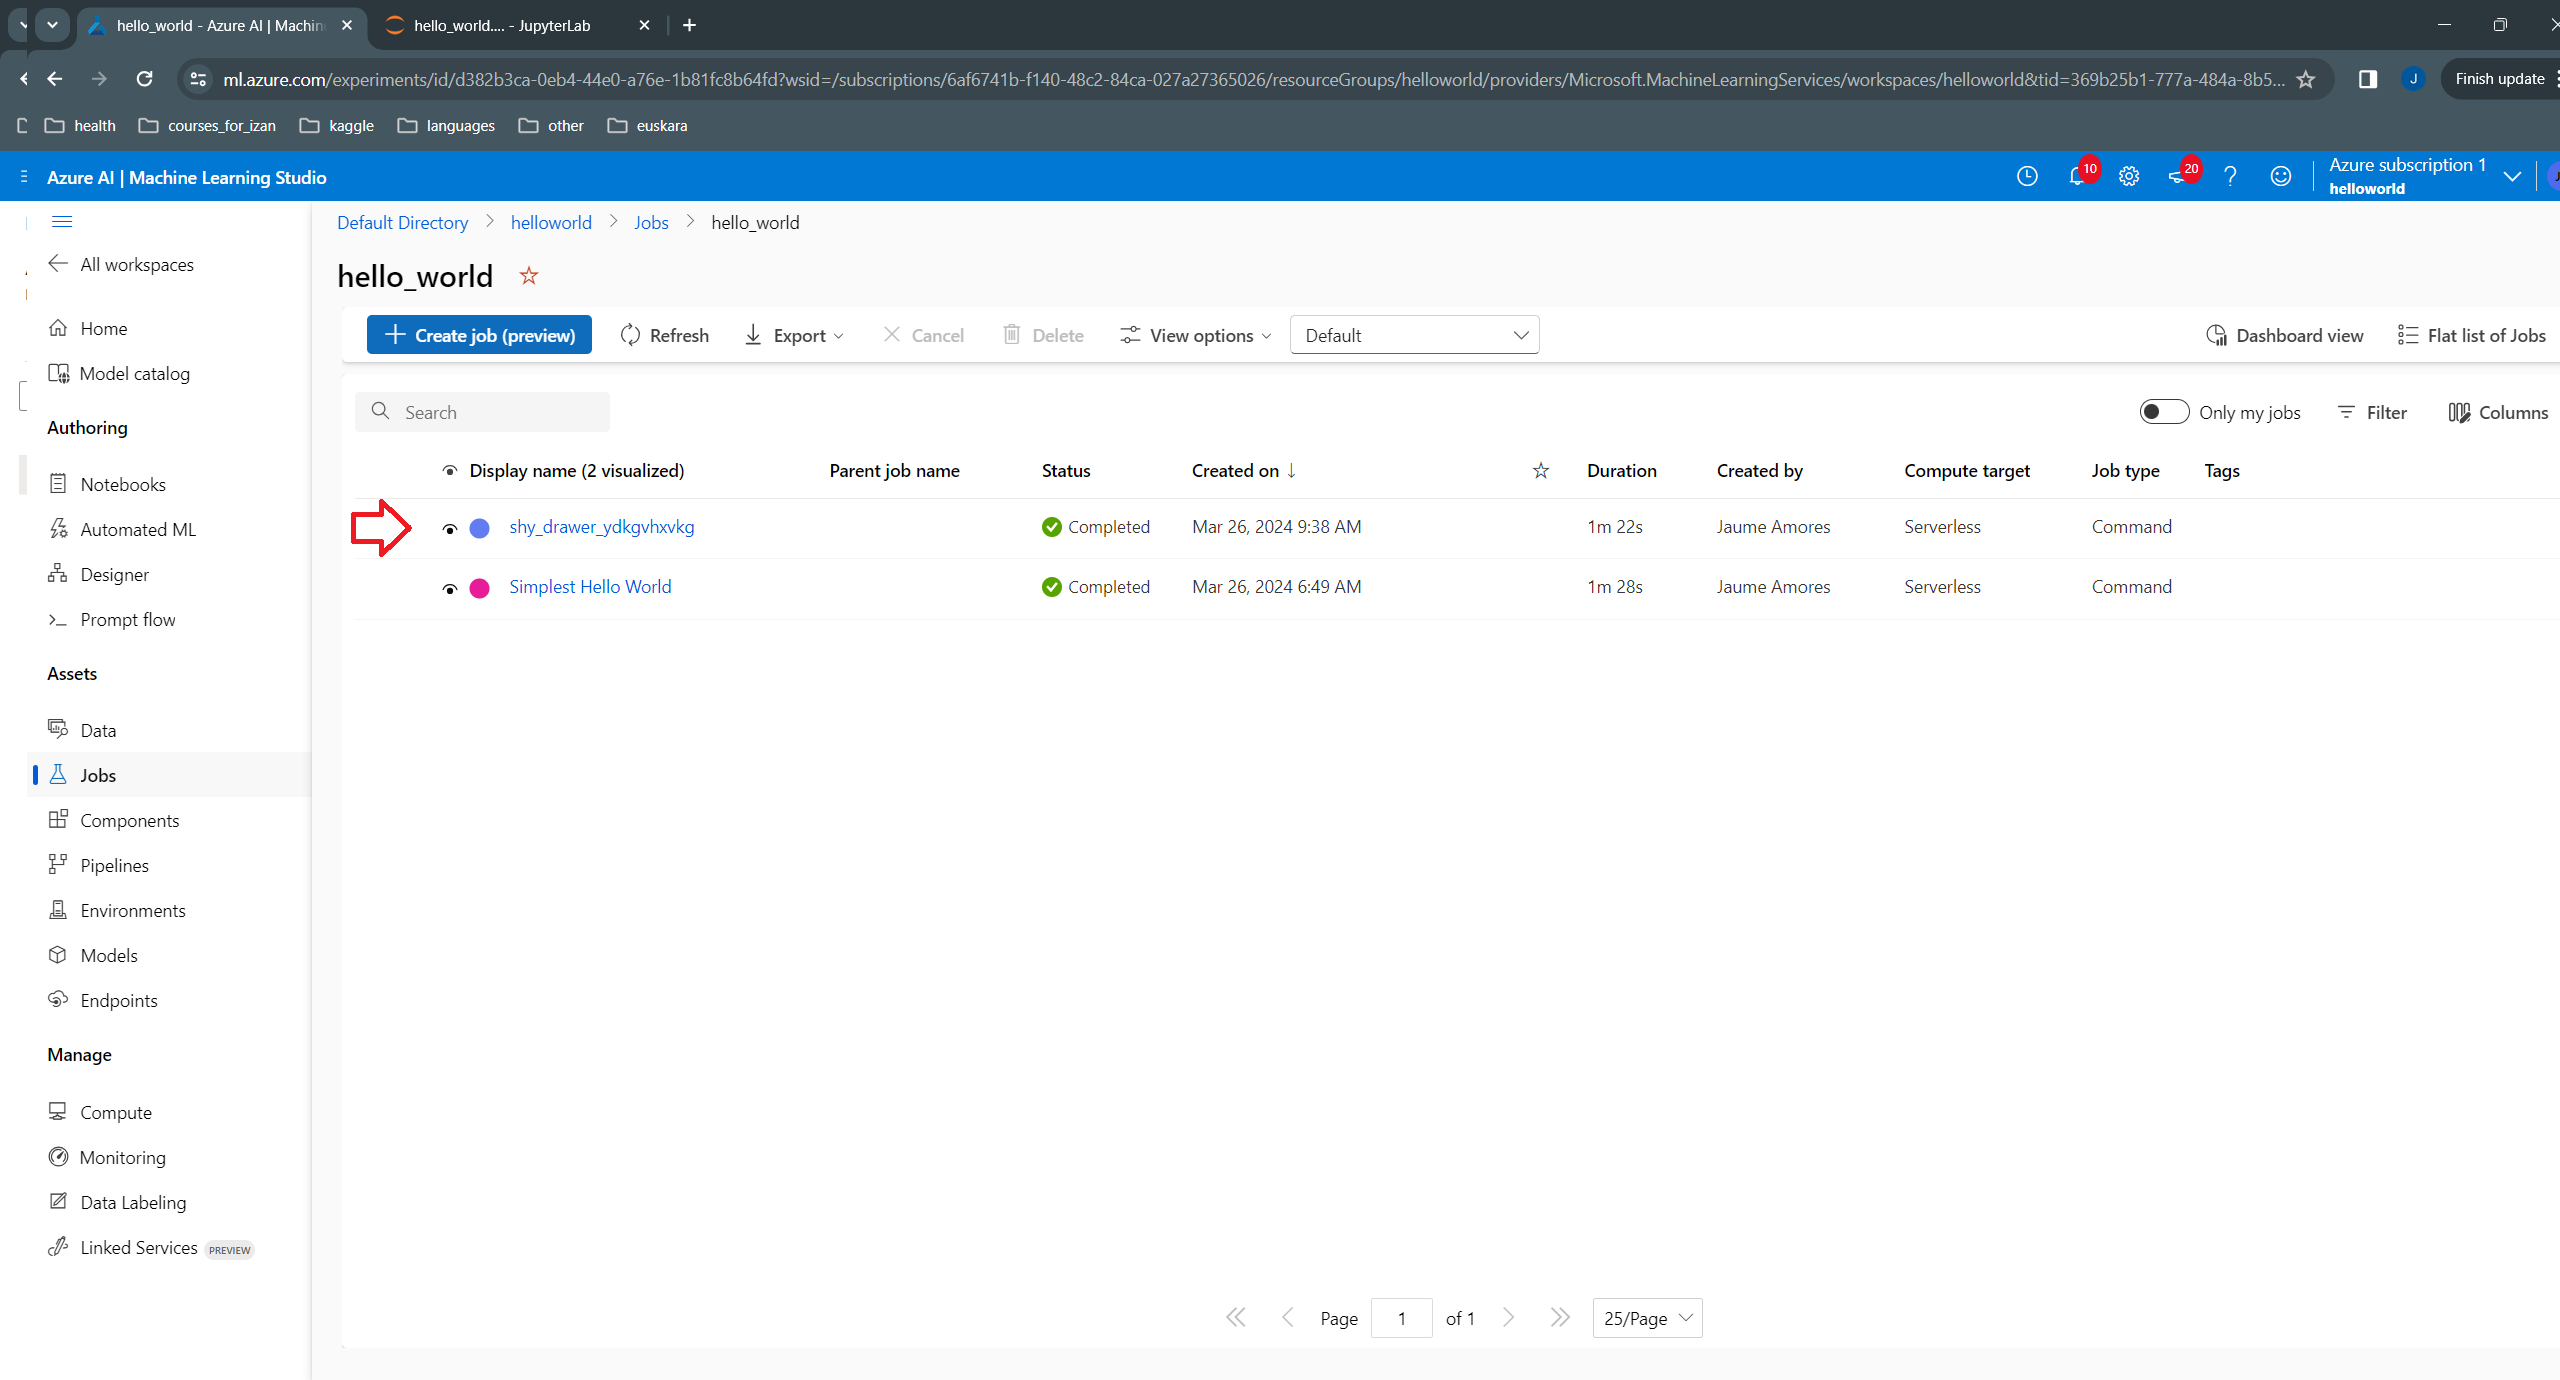 hello_world - Azure AI | Machin
hello_world.... - JupyterLab
ml.azure.com/experiments/id/d382b3ca-0eb4-44e0-a76e-1b81fc8b64fd?wsid=/subscriptions/6af6741b-f140-48c2-84ca-027a27365026/resourceGroups/helloworld/providers/Microsoft.MachineLearningServices/workspaces/helloworld&tid=369b25b1-777a-484a-8b5...
J
Finish update
health
courses_for_izan
kaggle
languages
other
euskara
Azure AI | Machine Learning Studio
10
20
Azure subscription 1
helloworld
All workspaces
Home
Model catalog
Authoring
Notebooks
Automated ML
Designer
Prompt flow
Assets
Data
Jobs
Components
Pipelines
Environments
Models
Endpoints
Manage
Compute
Monitoring
Data Labeling
Linked Services PREVIEW
Default Directory > helloworld > Jobs > hello_world
hello_world
Create job (preview) Refresh Export Cancel Delete View options Default Dashboard view Flat list of Jobs
Search Only my jobs Filter Columns
Display name (2 visualized) Parent job name Status Created on ↓ Duration Created by Compute target Job type Tags
shy_drawer_ydkgvhxvkg Completed Mar 26, 2024 9:38 AM 1m 22s Jaume Amores Serverless Command
Simplest Hello World Completed Mar 26, 2024 6:49 AM 1m 28s Jaume Amores Serverless Command
Page 1 of 1 25/Page